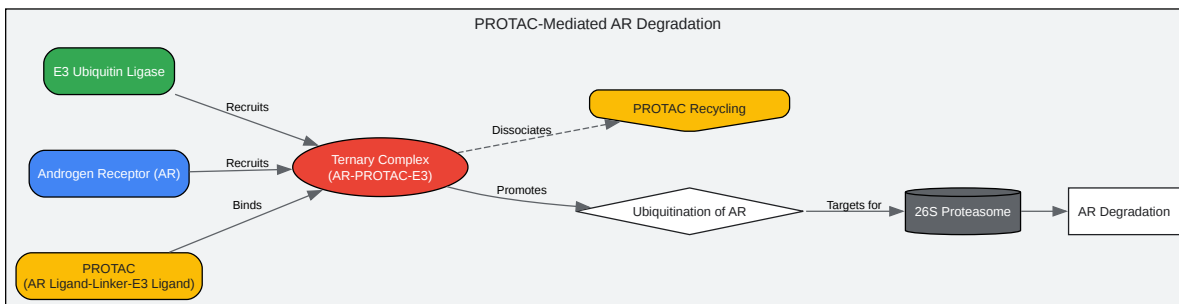 PROTAC-Mediated AR Degradation
E3 Ubiquitin Ligase
Recruits
PROTAC Recycling
Dissociates
Androgen Receptor (AR)
Recruits
Ternary Complex
(AR-PROTAC-E3)
Binds
Promotes
Ubiquitination of AR
Targets for
26S Proteasome
AR Degradation
PROTAC
(AR Ligand-Linker-E3 Ligand)